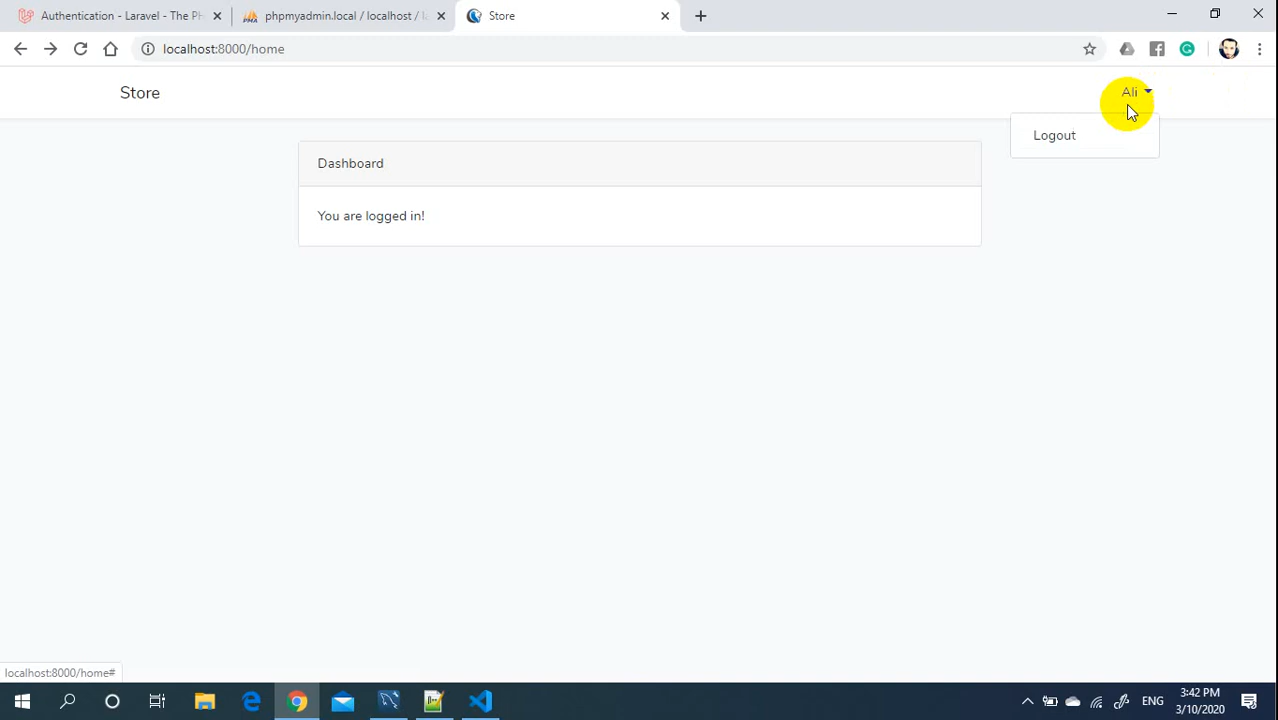 Authentication - Laravel - The PH
phpmyadmin.local / localhost / la
Store
localhost:8000/home
Store
Ali
Logout
Dashboard
You are logged in!
localhost:8000/home#
ENG
3:42 PM
3/10/2020